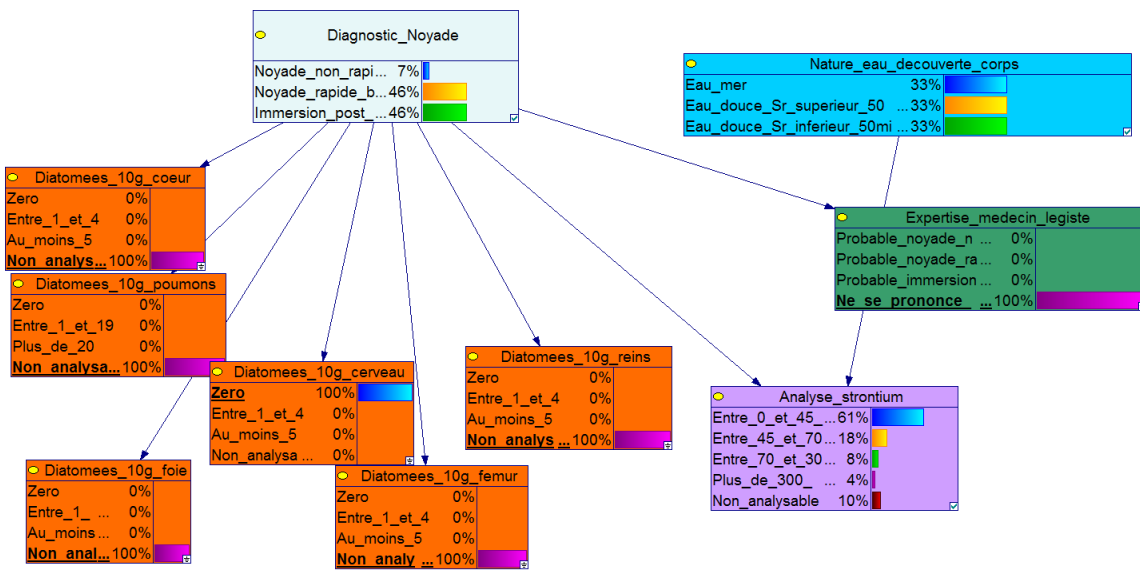 Diagnostic_Noyade
Noyade_non_rapi... 7%
Noyade_rapide_b...46%
Immersion_post_... 46%
Nature_eau_decouverte_corps
Eau_mer 33%
Eau_douce_Sr_superieur_50 ...33%
Eau_douce_Sr_inferieur_50mi ...33%
Diatomees_10g_coeur
Zero 0%
Entre_1_et_4 0%
Au_moins_5 0%
Non_analys...100%
Expertise_medecin_legiste
Probable_noyade_n ... 0%
Probable_noyade_ra ... 0%
Probable_immersion ... 0%
Ne_se_prononce_ ...100%
Diatomees_10g_poumons
Zero 0%
Entre_1_et_19 0%
Plus_de_20 0%
Non_analysa...100%
Diatomees_10g_cerveau
Zero 100%
Entre_1_et_4 0%
Au_moins_5 0%
Non_analysa ... 0%
Diatomees_10g_reins
Zero 0%
Entre_1_et_4 0%
Au_moins_5 0%
Non_analys ...100%
Analyse_strontium
Entre_0_et_45_...61%
Entre_45_et_70...18%
Entre_70_et_30... 8%
Plus_de_300_ ... 4%
Non_analysable 10%
Diatomees_10g_foie
Zero 0%
Entre_1_ ... 0%
Au_moins ... 0%
Non_anal...100%
Diatomees_10g_femur
Zero 0%
Entre_1_et_4 0%
Au_moins_5 0%
Non_analy ...100%